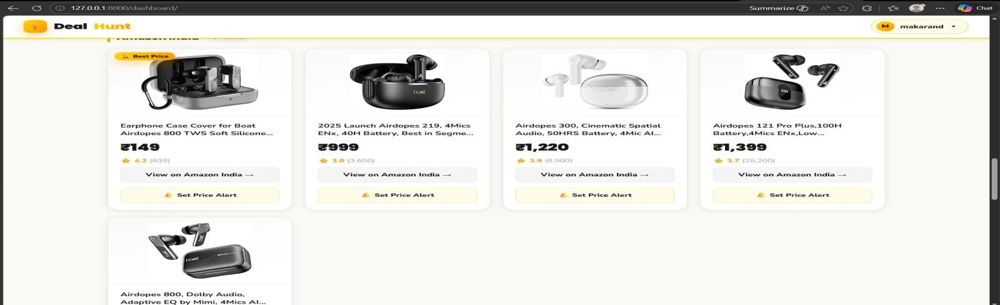 127.0.0.1:8000/dashboard/
Summarize
Chat
Deal Hunt
M makarand
Amazon India
Best Price
boAt
Earphone Case Cover for Boat
Airdopes 800 TWS Soft Silicone...
₹149
4.2 (839)
View on Amazon India →
Set Price Alert
2025 Launch Airdopes 219, 4Mics
ENx, 40H Battery, Best in Segme...
₹999
3.8 (3,600)
View on Amazon India →
Set Price Alert
Airdopes 300, Cinematic Spatial
Audio, 50HRS Battery, 4Mic AI...
₹1,220
3.9 (8,900)
View on Amazon India →
Set Price Alert
100
Airdopes 121 Pro Plus,100H
Battery,4Mics ENx,Low...
₹1,399
3.7 (28,200)
View on Amazon India →
Set Price Alert
boAt
boAt
Airdopes 800, Dolby Audio,
Adaptive EQ by Mimi, 4Mics AI...